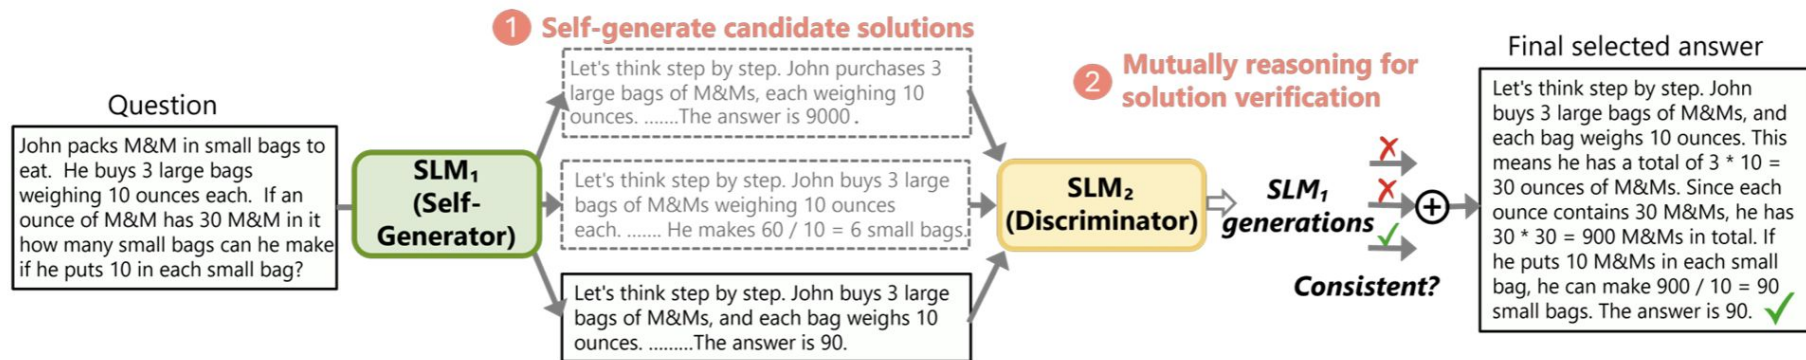 1 Self-generate candidate solutions
Question
John packs M&M in small bags to
eat. He buys 3 large bags
weighing 10 ounces each. If an
ounce of M&M has 30 M&M in it
how many small bags can he make
if he puts 10 in each small bag?
SLM₁
(Self-
Generator)
Let's think step by step. John purchases 3
large bags of M&Ms, each weighing 10
ounces. .......The answer is 9000.
Let's think step by step. John buys 3 large
bags of M&Ms weighing 10 ounces
each. ....... He makes 60 / 10 = 6 small bags.
Let's think step by step. John buys 3 large
bags of M&Ms, and each bag weighs 10
ounces. .........The answer is 90.
SLM₂
(Discriminator)
2 Mutually reasoning for
solution verification
SLM₁
generations
Consistent?
Final selected answer
Let's think step by step. John
buys 3 large bags of M&Ms, and
each bag weighs 10 ounces. This
means he has a total of 3 * 10 =
30 ounces of M&Ms. Since each
ounce contains 30 M&Ms, he has
30 * 30 = 900 M&Ms in total. If
he puts 10 M&Ms in each small
bag, he can make 900 / 10 = 90
small bags. The answer is 90.